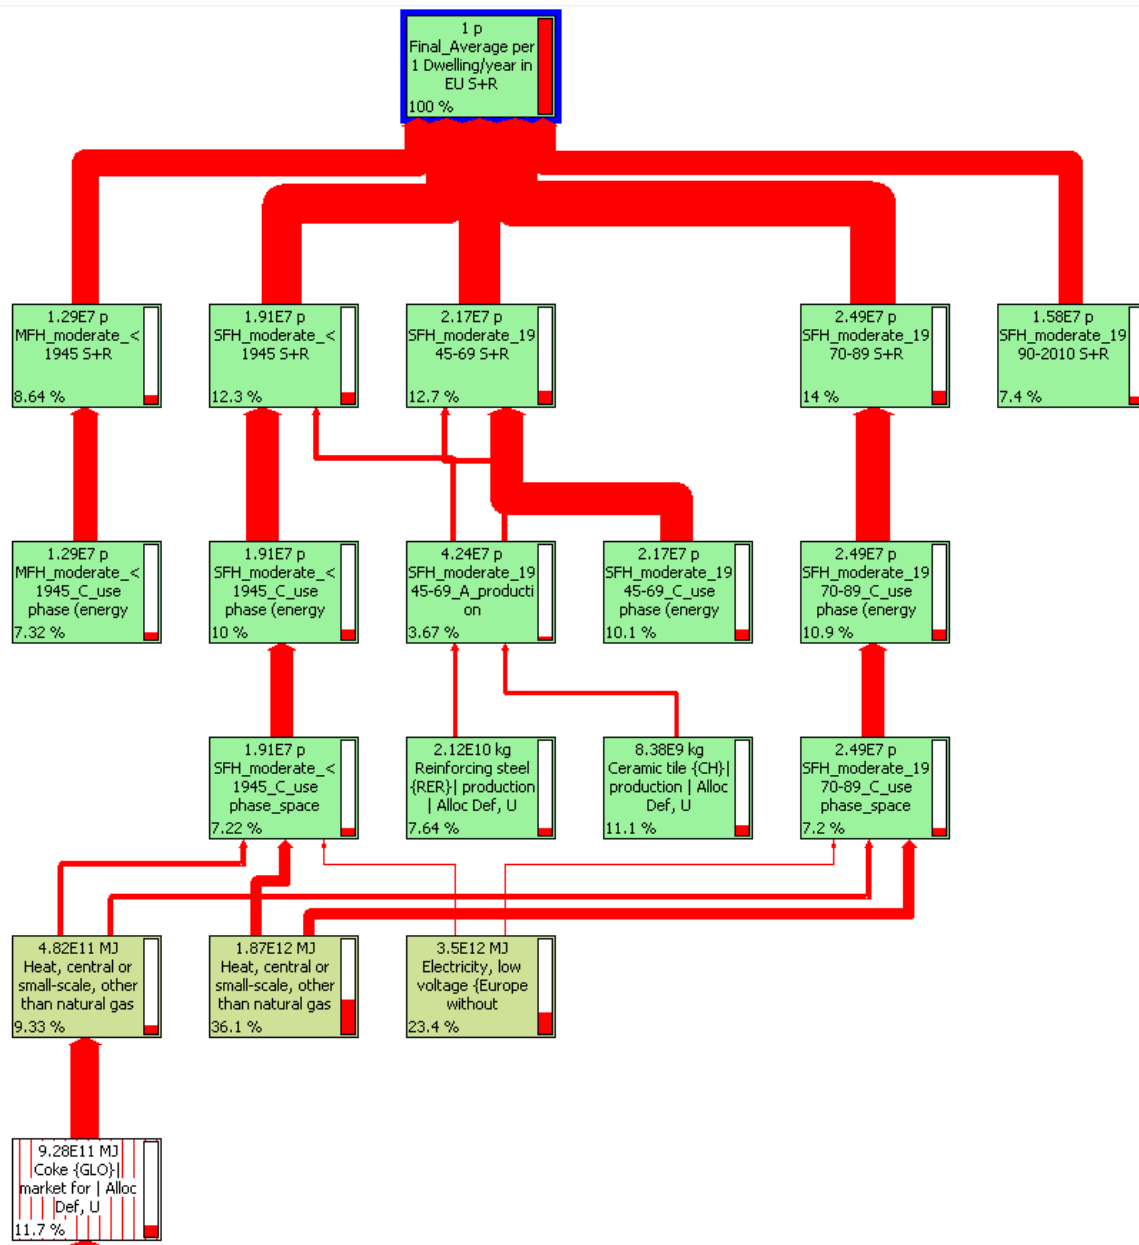 1 p
Final_Average per
1 Dwelling/year in
EU S+R
100 %
1.29E7 p
MFH_moderate_<
1945 S+R
8.64 %
1.91E7 p
SFH_moderate_<
1945 S+R
12.3 %
2.17E7 p
SFH_moderate_19
45-69 S+R
12.7 %
2.49E7 p
SFH_moderate_19
70-89 S+R
14 %
1.58E7 p
SFH_moderate_19
90-2010 S+R
7.4 %
1.29E7 p
MFH_moderate_<
1945_C_use
phase (energy
7.32 %
1.91E7 p
SFH_moderate_<
1945_C_use
phase (energy
10 %
4.24E7 p
SFH_moderate_19
45-69_A_producti
on
3.67 %
2.17E7 p
SFH_moderate_19
45-69_C_use
phase (energy
10.1 %
2.49E7 p
SFH_moderate_19
70-89_C_use
phase (energy
10.9 %
1.91E7 p
SFH_moderate_<
1945_C_use
phase_space
7.22 %
2.12E10 kg
Reinforcing steel
{RER}| production
| Alloc Def, U
7.64 %
8.38E9 kg
Ceramic tile {CH}|
production | Alloc
Def, U
11.1 %
2.49E7 p
SFH_moderate_19
70-89_C_use
phase_space
7.2 %
4.82E11 MJ
Heat, central or
small-scale, other
than natural gas
9.33 %
1.87E12 MJ
Heat, central or
small-scale, other
than natural gas
36.1 %
3.5E12 MJ
Electricity, low
voltage {Europe
without
23.4 %
9.28E11 MJ
Coke {GLO}|
market for | Alloc
Def, U
11.7 %